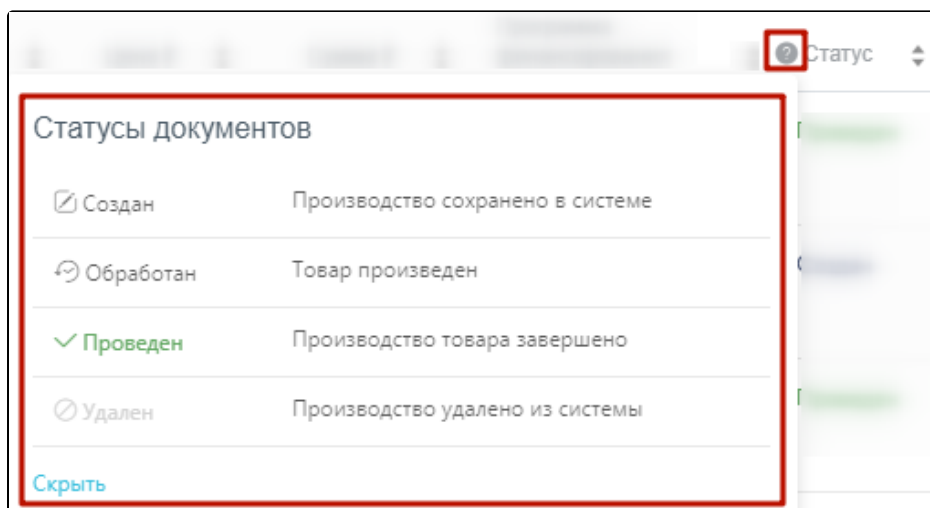 Статус
Статусы документов
Создан Производство сохранено в системе
Обработан Товар произведен
Проведен Производство товара завершено
Удален Производство удалено из системы
Скрыть